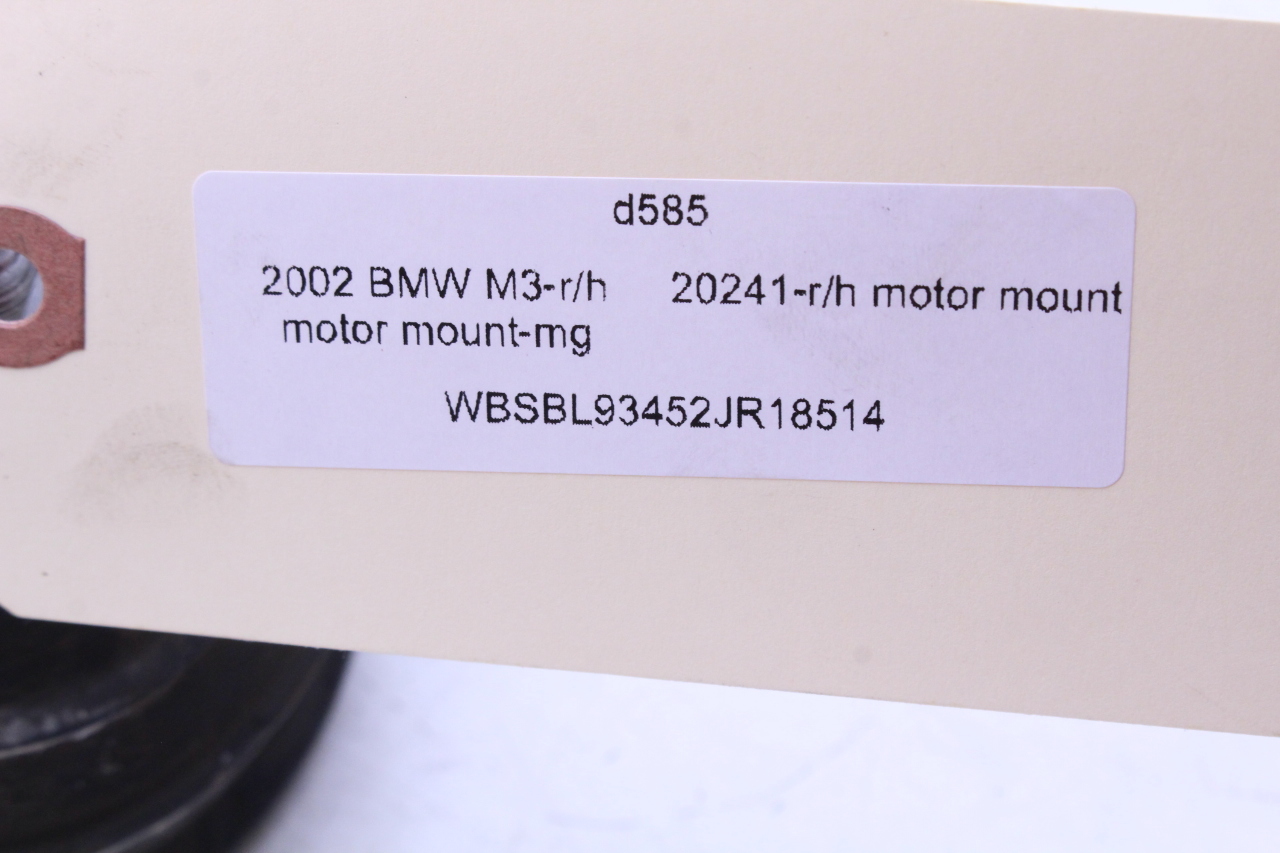 d585
2002 BMW M3-r/h 20241-r/h motor mount
motor mount-mg
WBSBL93452JR18514